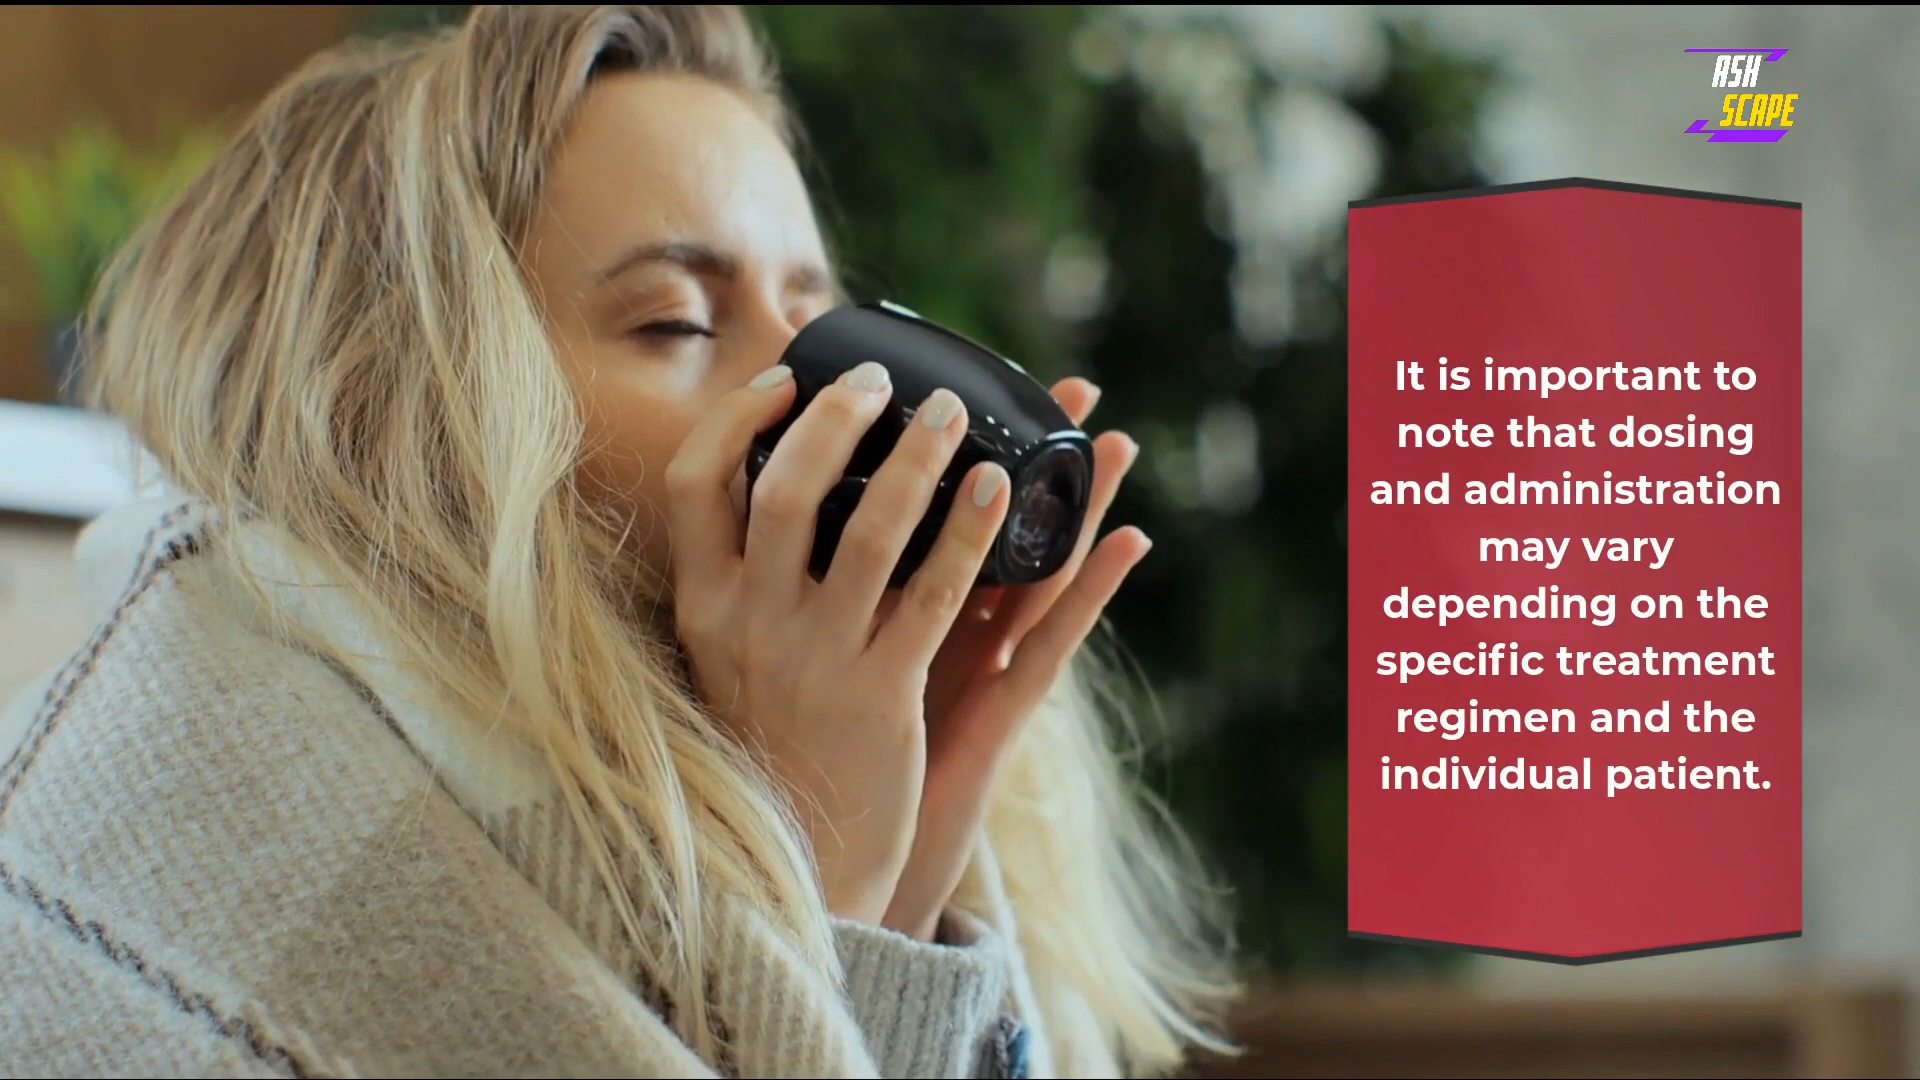 ASH
SCAPE
It is important to
note that dosing
and administration
may vary
depending on the
specific treatment
regimen and the
individual patient.